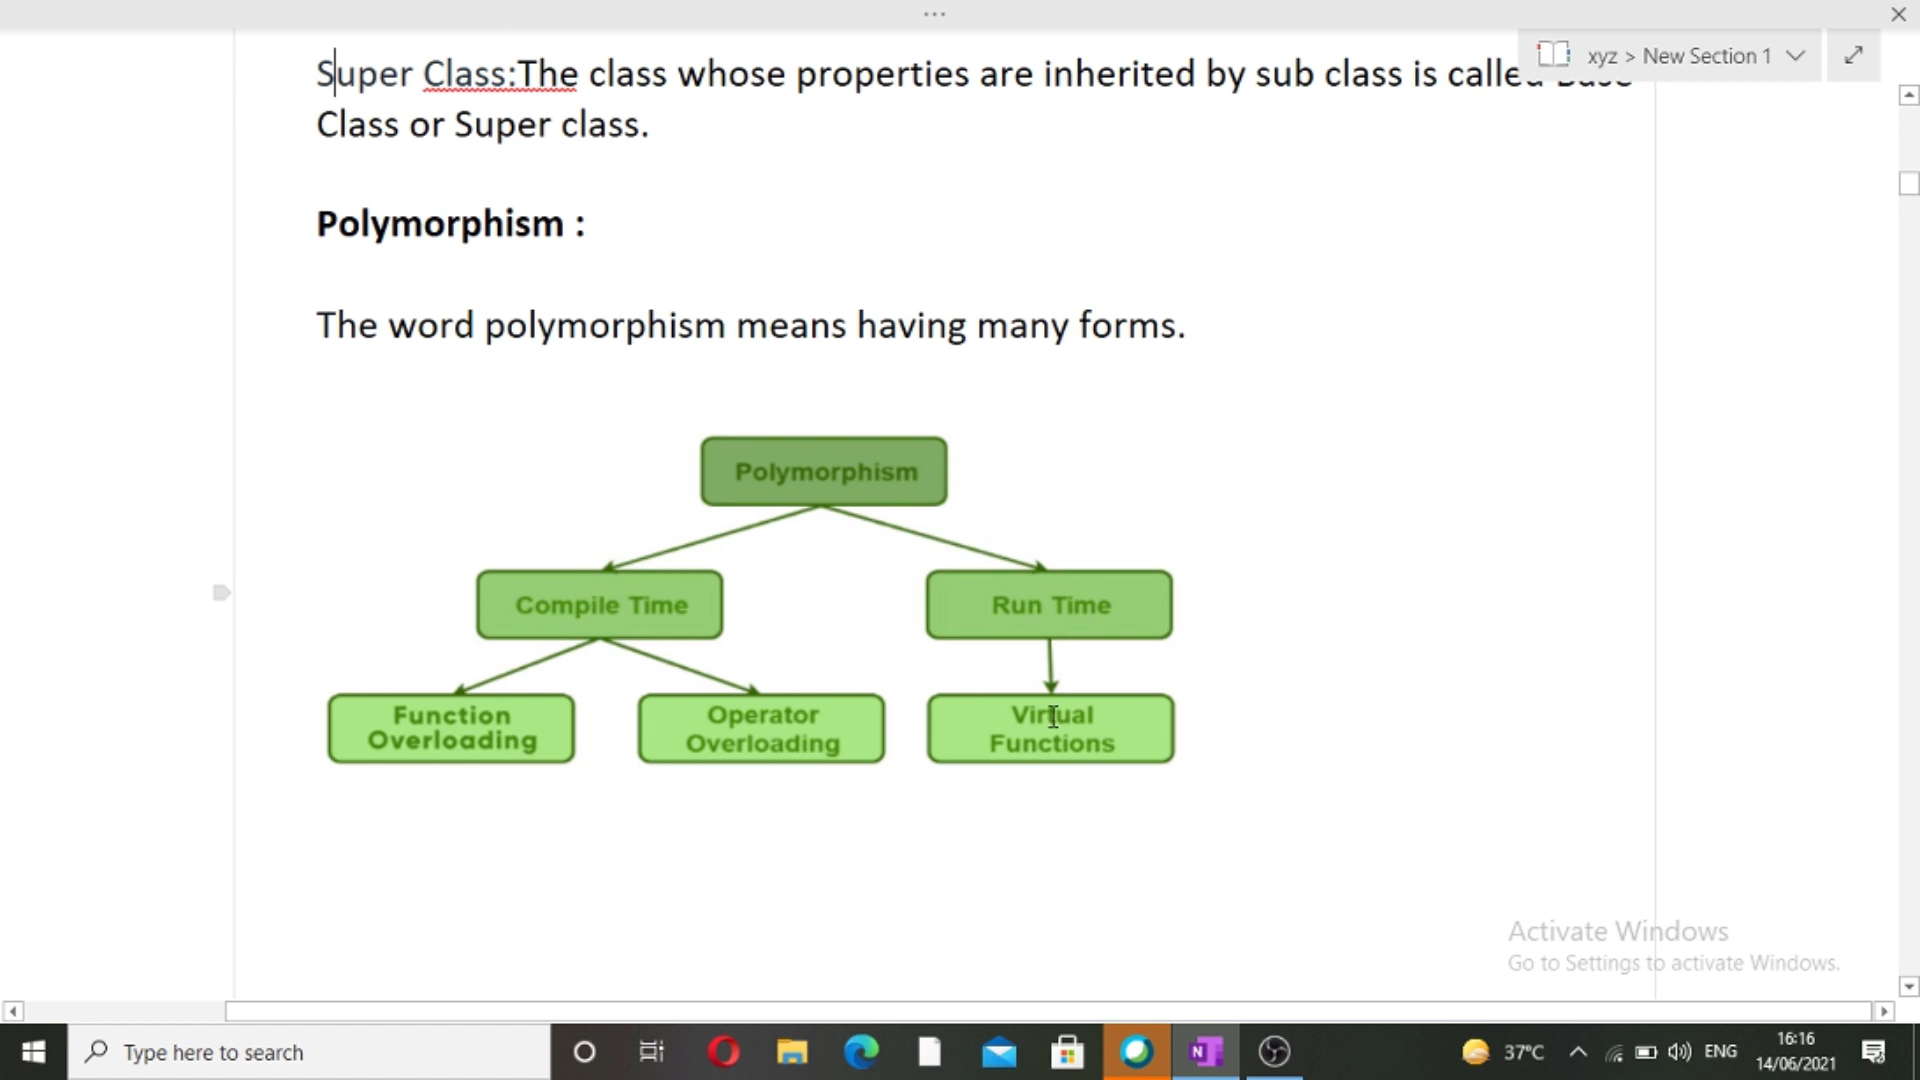 ...
xyz > New Section 1
Super Class:The class whose properties are inherited by sub class is called
Class or Super class.
Polymorphism :
The word polymorphism means having many forms.
Polymorphism
Compile Time
Run Time
Function
Overloading
Operator
Overloading
Virtual
Functions
Activate Windows
Go to Settings to activate Windows.
Type here to search
N
37°C
ENG
16:16
14/06/2021